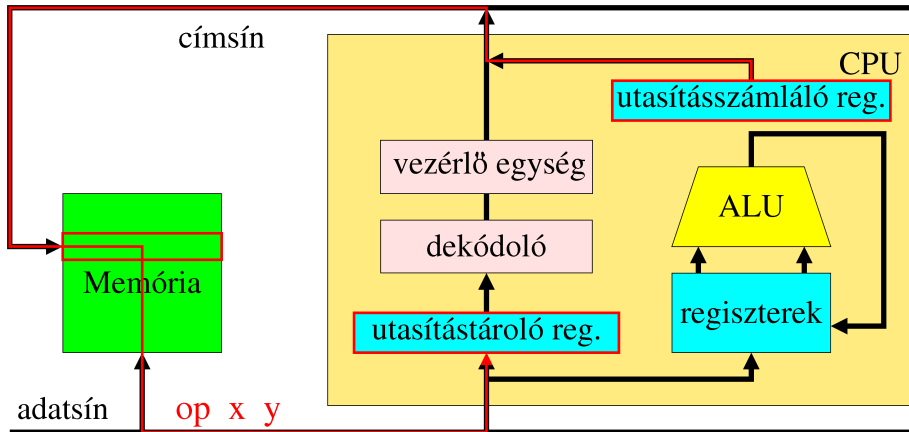 címsín
CPU
utasításszámláló reg.
vezérlő egység
ALU
dekódoló
Memória
regiszterek
utasítástároló reg.
adatsín
op x y